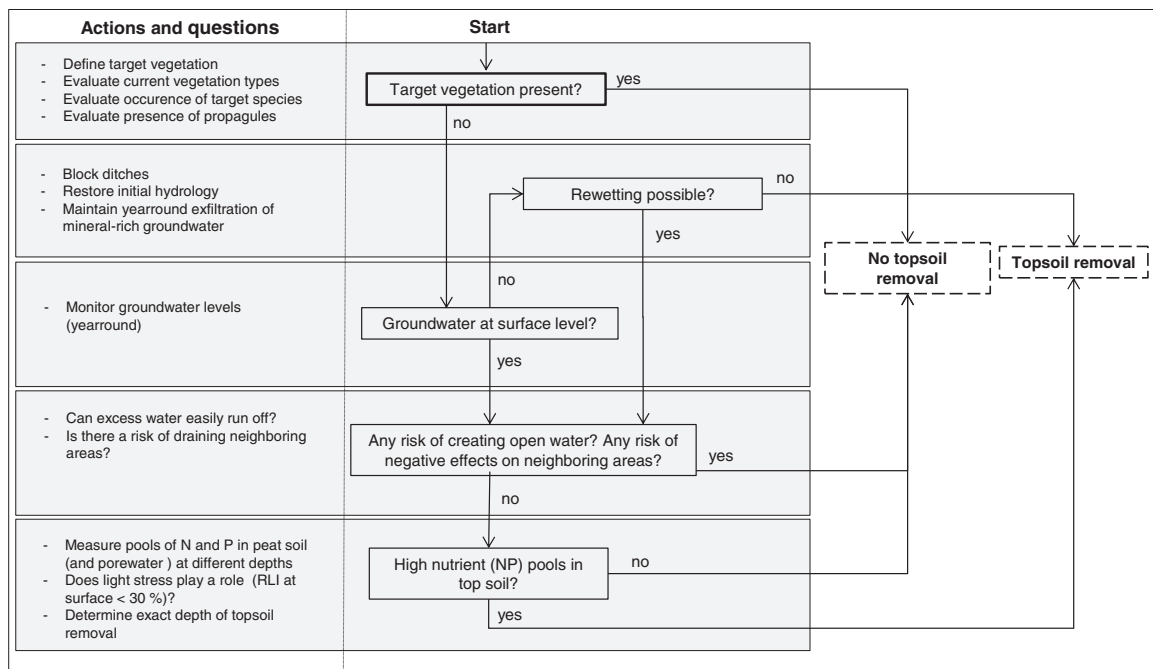 Actions and questions
Start
- Define target vegetation
- Evaluate current vegetation types
- Evaluate occurence of target species
- Evaluate presence of propagules
Target vegetation present?
yes
no
- Block ditches
- Restore initial hydrology
- Maintain yearround exfiltration of
mineral-rich groundwater
Rewetting possible?
no
yes
No topsoil
removal
Topsoil removal
- Monitor groundwater levels
(yearround)
no
Groundwater at surface level?
yes
- Can excess water easily run off?
- Is there a risk of draining neighboring
areas?
Any risk of creating open water? Any risk of
negative effects on neighboring areas?
yes
no
- Measure pools of N and P in peat soil
(and porewater ) at different depths
- Does light stress play a role (RLI at
surface < 30 %)?
- Determine exact depth of topsoil
removal
High nutrient (NP) pools in
top soil?
no
yes